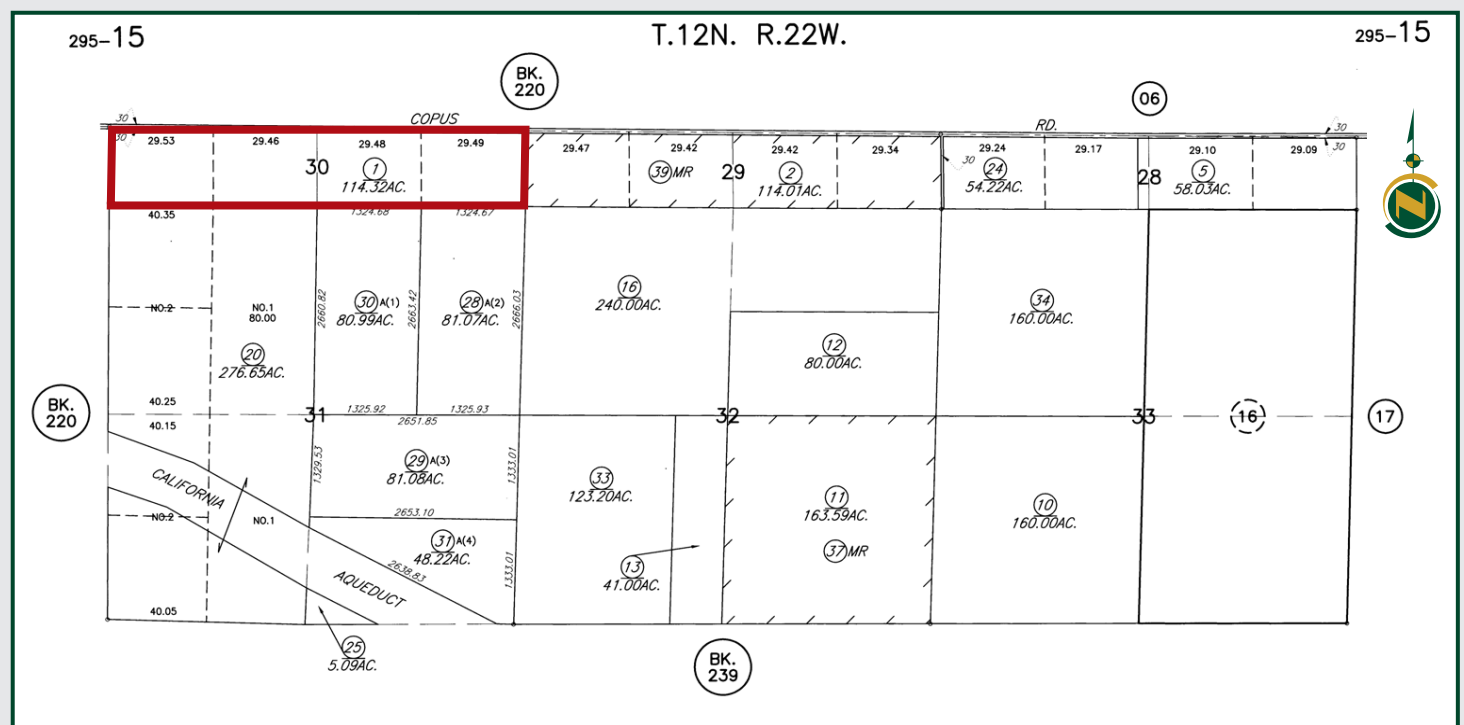 295-15
T.12N. R.22W.
295-15
BK.
220
06
30
30
COPUS
RD.
30
30
29.53
29.46
29.48
29.49
29.47
29.42
29.42
29.34
29.24
29.17
29.10
29.09
30
1
114.32AC.
39 MR
29
2
114.01AC.
30
24
54.22AC.
28
5
58.03AC.
N
40.35
1324.68
1324.67
2660.82
2663.42
2666.03
NO.2
NO.1
80.00
30 A(1)
80.99AC.
28 A(2)
81.07AC.
16
240.00AC.
34
160.00AC.
20
276.65AC.
12
80.00AC.
BK.
220
40.25
40.15
31
1325.92
1325.93
2651.85
32
33
16
17
1329.53
29 A(3)
81.08AC.
1333.01
33
123.20AC.
11
163.59AC.
10
160.00AC.
CALIFORNIA
NO.2
NO.1
2653.10
31 A(4)
48.22AC.
2638.83
1333.01
37 MR
13
41.00AC.
AQUEDUCT
40.05
25
5.09AC.
BK.
239